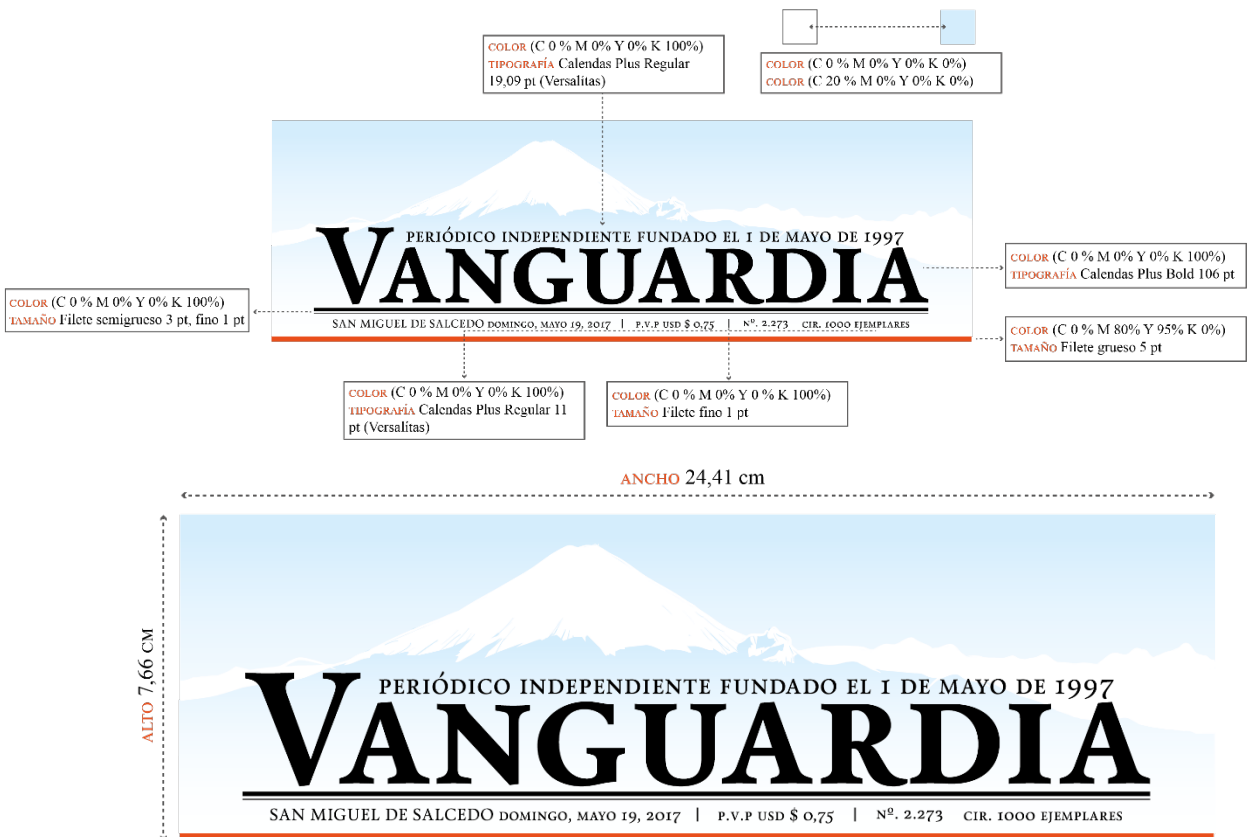 COLOR (C 0 % M 0% Y 0% K 100%)
TIPOGRAFÍA Calendas Plus Regular
19,09 pt (Versalitas)
COLOR (C 0 % M 0% Y 0% K 0%)
COLOR (C 20 % M 0% Y 0% K 0%)
PERIÓDICO INDEPENDIENTE FUNDADO EL 1 DE MAYO DE 1997
VANGUARDIA
SAN MIGUEL DE SALCEDO DOMINGO, MAYO 19, 2017 | P.V.P USD $ 0,75 | Nº. 2.273 CIR. 1000 EJEMPLARES
COLOR (C 0 % M 0% Y 0% K 100%)
TIPOGRAFÍA Calendas Plus Bold 106 pt
COLOR (C 0 % M 0% Y 0% K 100%)
TAMAÑO Filete semigrueso 3 pt, fino 1 pt
COLOR (C 0 % M 80% Y 95% K 0%)
TAMAÑO Filete grueso 5 pt
COLOR (C 0 % M 0% Y 0% K 100%)
TIPOGRAFÍA Calendas Plus Regular 11
pt (Versalitas)
COLOR (C 0 % M 0% Y 0 % K 100%)
TAMAÑO Filete fino 1 pt
ANCHO 24,41 cm
ALTO 7,66 CM
PERIÓDICO INDEPENDIENTE FUNDADO EL 1 DE MAYO DE 1997
VANGUARDIA
SAN MIGUEL DE SALCEDO DOMINGO, MAYO 19, 2017 | P.V.P USD $ 0,75 | Nº. 2.273 CIR. 1000 EJEMPLARES